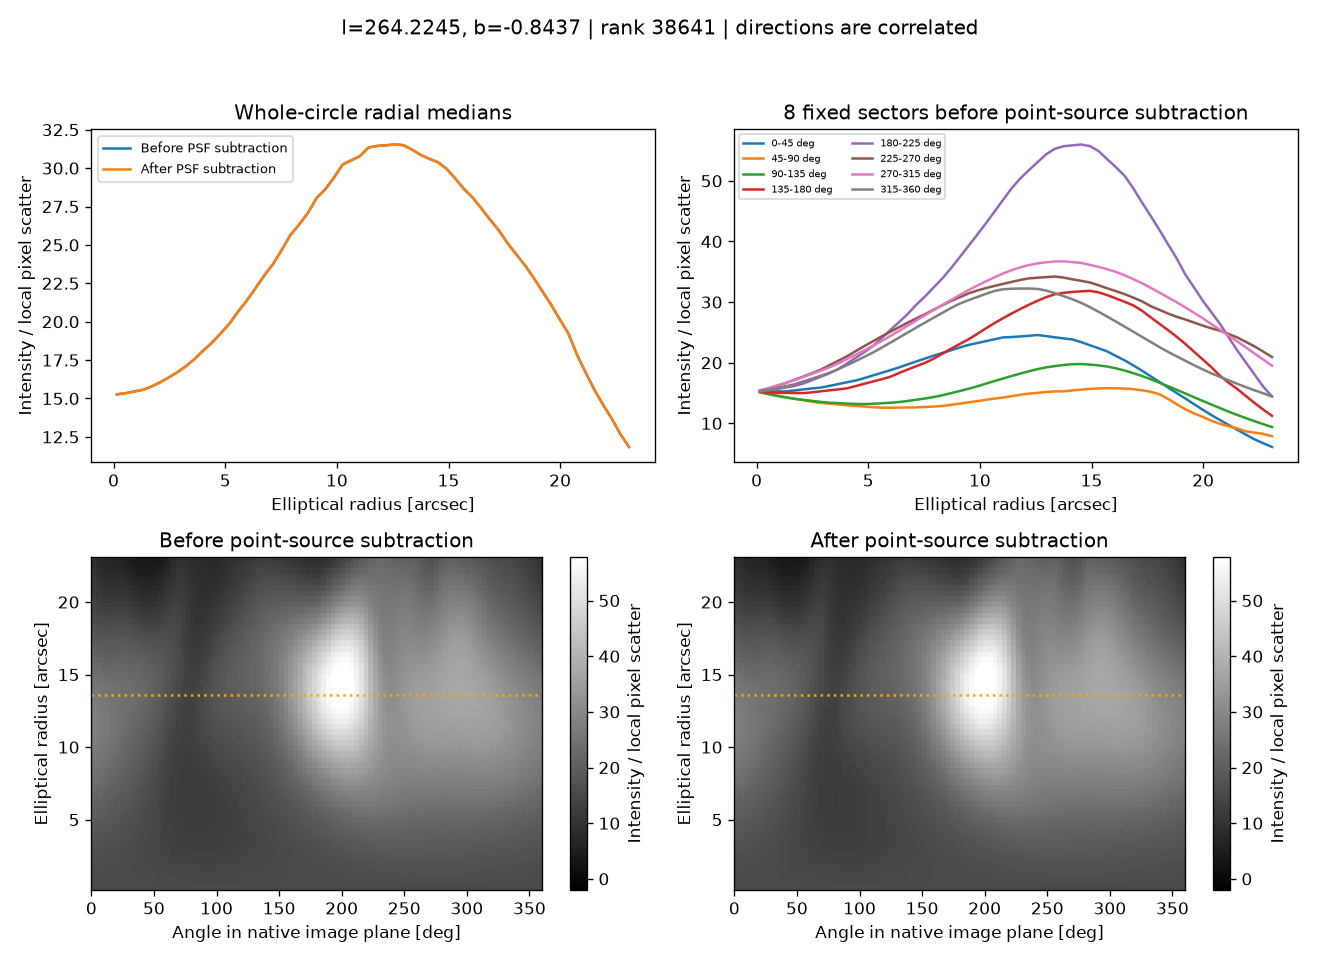 l=264.2245, b=-0.8437 | rank 38641 | directions are correlated
Whole-circle radial medians
Before PSF subtraction
After PSF subtraction
32.5
30.0
27.5
25.0
22.5
20.0
17.5
15.0
12.5
Intensity / local pixel scatter
0 5 10 15 20
Elliptical radius [arcsec]
8 fixed sectors before point-source subtraction
0-45 deg
45-90 deg
90-135 deg
135-180 deg
180-225 deg
225-270 deg
270-315 deg
315-360 deg
50
40
30
20
10
Intensity / local pixel scatter
0 5 10 15 20
Elliptical radius [arcsec]
Before point-source subtraction
20
15
10
5
Elliptical radius [arcsec]
0 50 100 150 200 250 300 350
Angle in native image plane [deg]
50
40
30
20
10
0
Intensity / local pixel scatter
After point-source subtraction
20
15
10
5
Elliptical radius [arcsec]
0 50 100 150 200 250 300 350
Angle in native image plane [deg]
50
40
30
20
10
0
Intensity / local pixel scatter